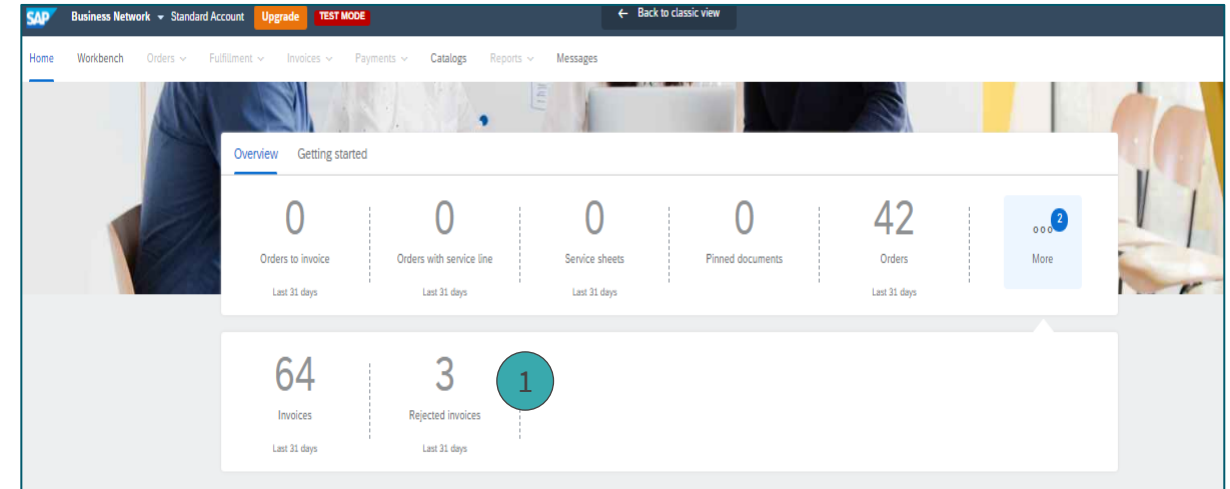 SAP Business Network Standard Account Upgrade TEST MODE ← Back to classic view
Home Workbench Orders Fulfillment Invoices Payments Catalogs Reports Messages
Overview Getting started
0 0 0 0 42 2
Orders to invoice Orders with service line Service sheets Pinned documents Orders More
Last 31 days Last 31 days Last 31 days Last 31 days
64 3 1
Invoices Rejected invoices
Last 31 days Last 31 days